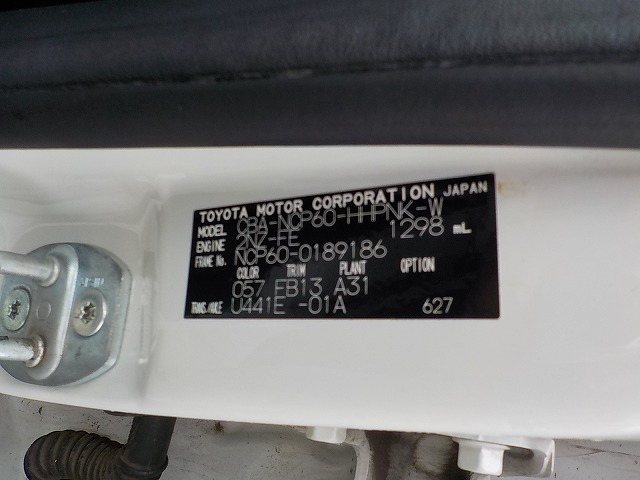 TOYOTA MOTOR CORPORATION JAPAN
MODEL CBA-NCP60-HHPNK-W
ENGINE 2NZ-FE 1298 mL
FRAME No. NCP60-0189186
COLOR TRIM PLANT OPTION
057 FB13 A31
TRANS/AXLE U441E -01A 627